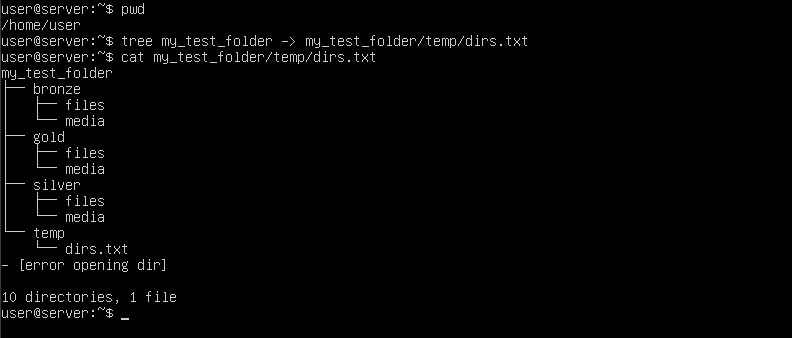 user@server:~$ pwd
/home/user
user@server:~$ tree my_test_folder -> my_test_folder/temp/dirs.txt
user@server:~$ cat my_test_folder/temp/dirs.txt
my_test_folder
├── bronze
│   ├── files
│   └── media
├── gold
│   ├── files
│   └── media
├── silver
│   ├── files
│   └── media
└── temp
    └── dirs.txt
- [error opening dir]

10 directories, 1 file
user@server:~$ _